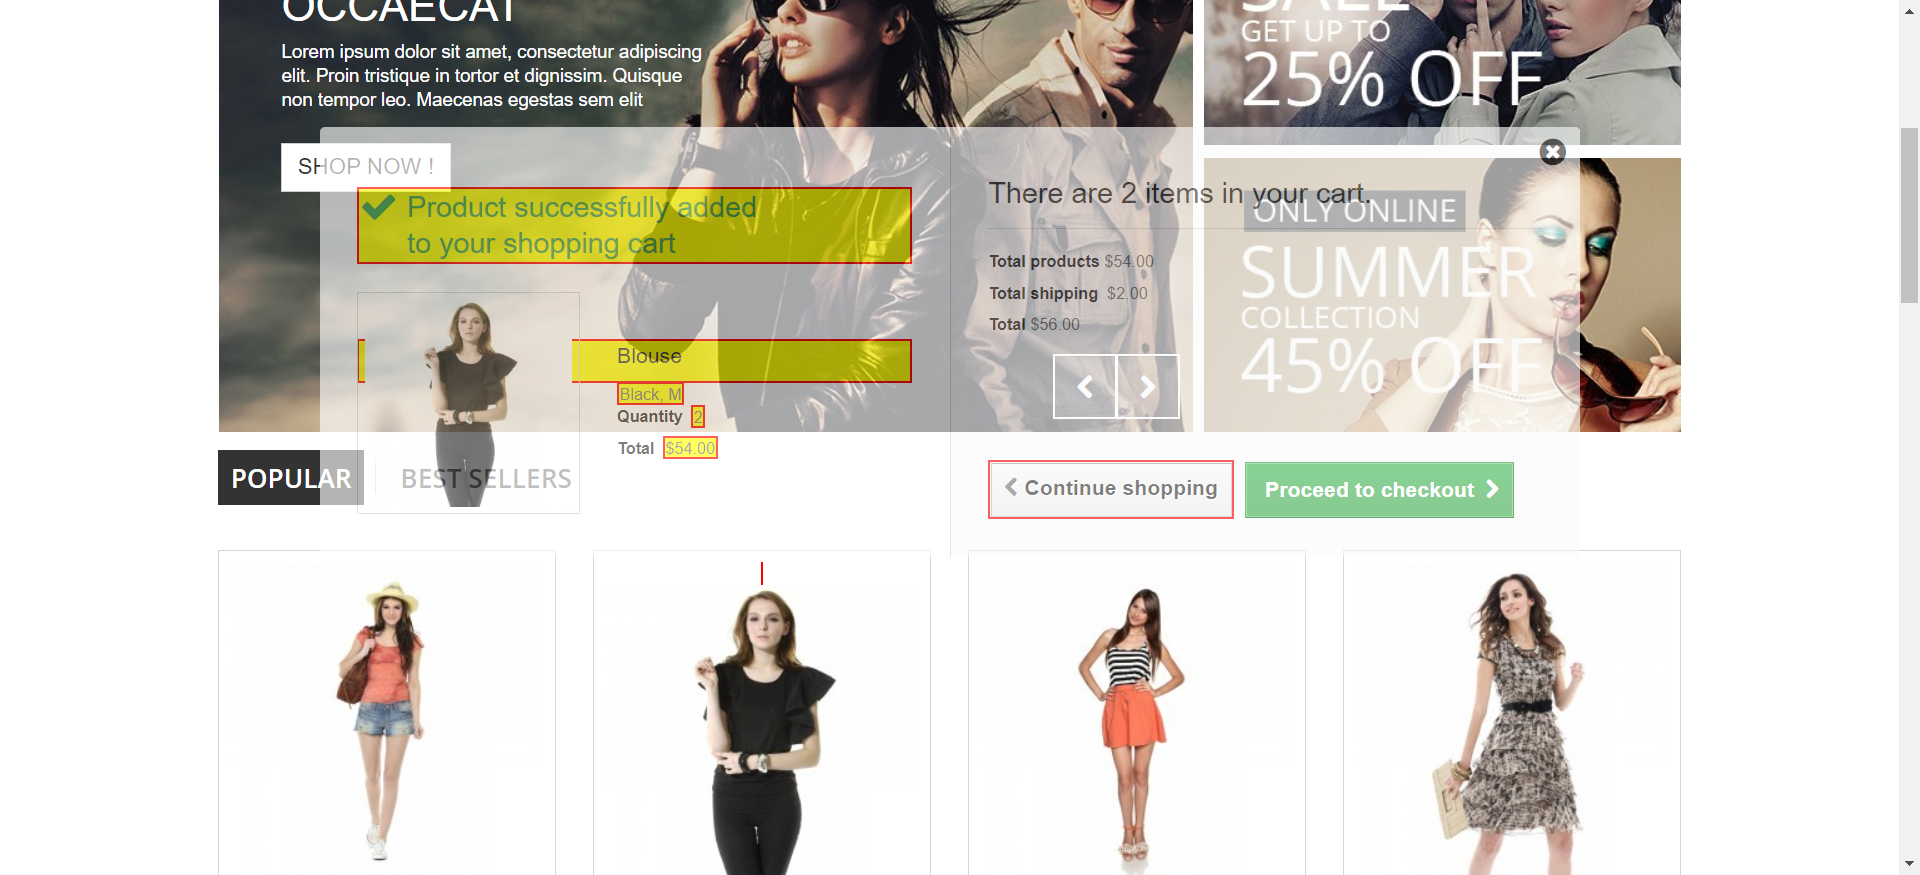 OCCAECAT
Lorem ipsum dolor sit amet, consectetur adipiscing
elit. Proin tristique in tortor et dignissim. Quisque
non tempor leo. Maecenas egestas sem elit
SHOP NOW !
SALE
GET UP TO
25% OFF
Product successfully added
to your shopping cart
Blouse
Black, M
Quantity 2
Total $54.00
There are 2 items in your cart.
Total products $54.00
Total shipping $2.00
Total $56.00
Continue shopping
Proceed to checkout
ONLY ONLINE
SUMMER
COLLECTION
45% OFF
POPULAR
BEST SELLERS